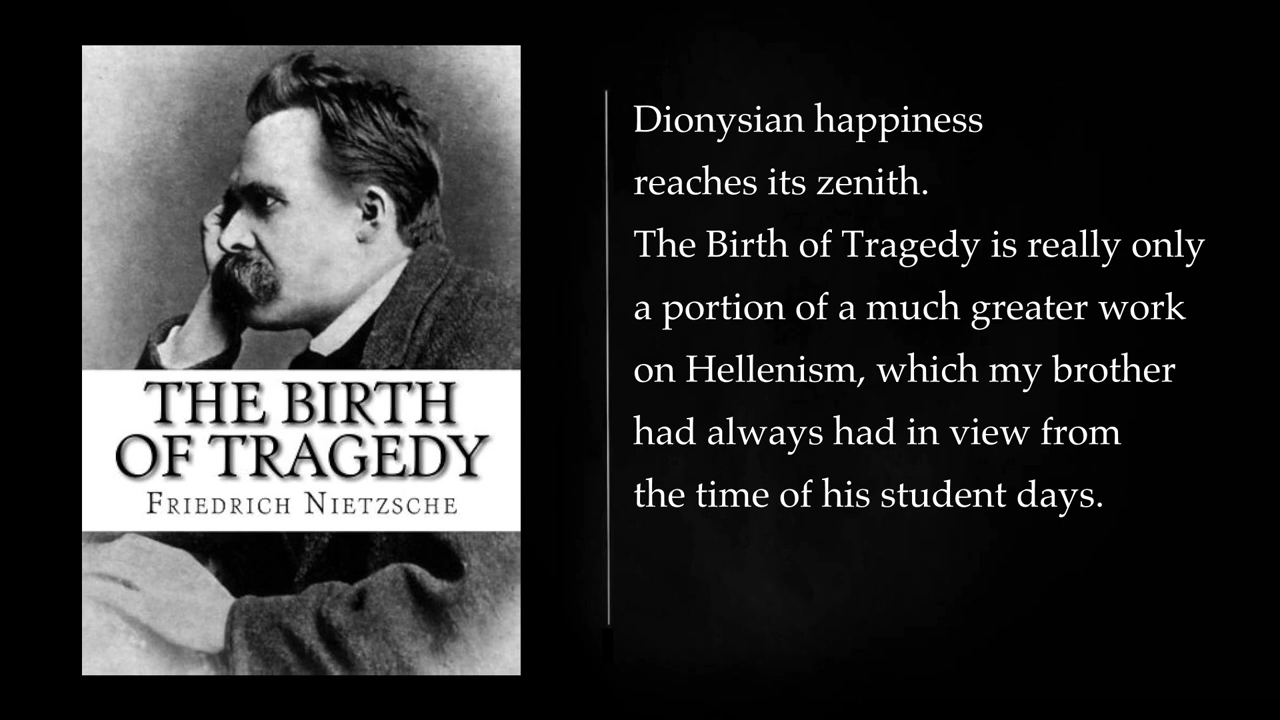 THE BIRTH
OF TRAGEDY
FRIEDRICH NIETZSCHE
Dionysian happiness
reaches its zenith.
The Birth of Tragedy is really only
a portion of a much greater work
on Hellenism, which my brother
had always had in view from
the time of his student days.